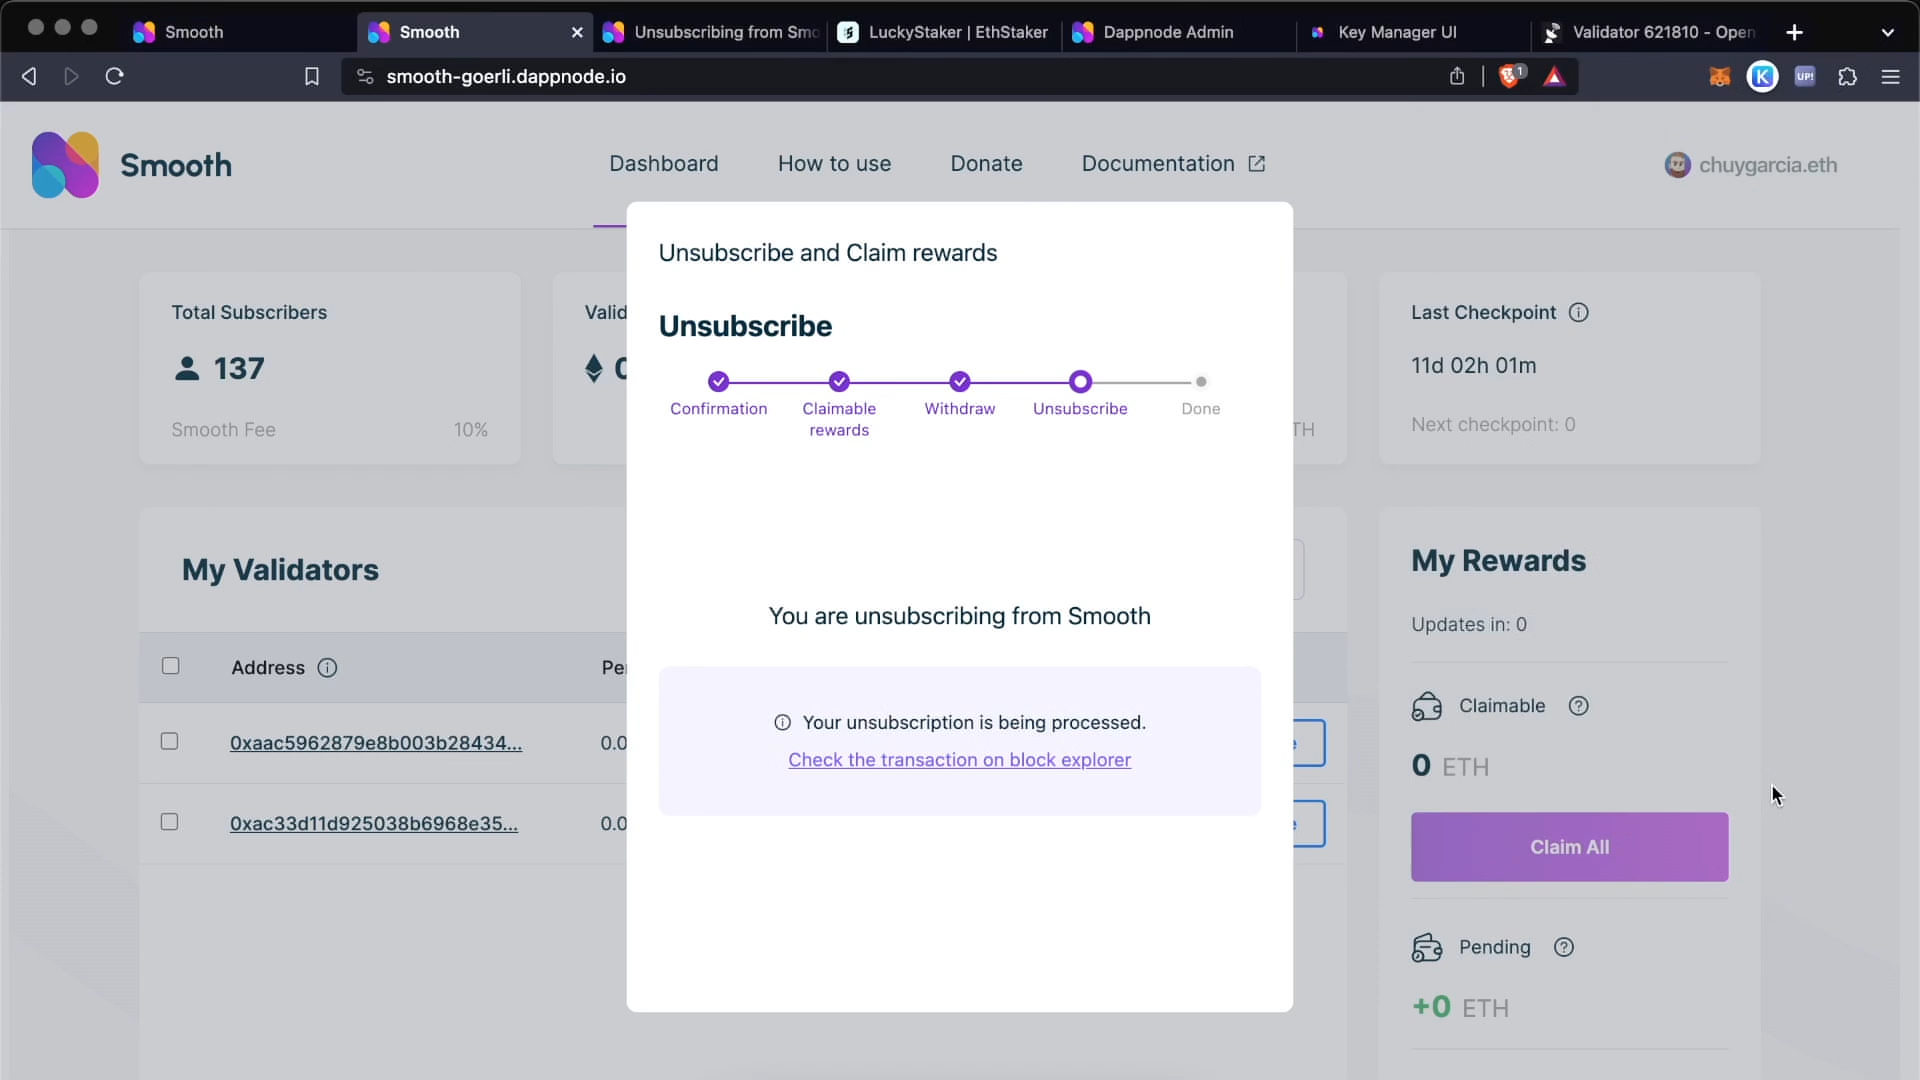 Smooth
Smooth
Unsubscribing from Smo
LuckyStaker | EthStaker
Dappnode Admin
Key Manager UI
Validator 621810 - Open
smooth-goerli.dappnode.io
1
K
UP!
Smooth
Dashboard
How to use
Donate
Documentation
chuygarcia.eth
Total Subscribers
137
Smooth Fee
10%
Valid
TH
Last Checkpoint
11d 02h 01m
Next checkpoint: 0
Unsubscribe and Claim rewards
Unsubscribe
Confirmation
Claimable
rewards
Withdraw
Unsubscribe
Done
You are unsubscribing from Smooth
Your unsubscription is being processed.
Check the transaction on block explorer
My Validators
Address
Pe
0xaac5962879e8b003b28434...
0.0
0xac33d11d925038b6968e35...
0.0
My Rewards
Updates in: 0
Claimable
0 ETH
Claim All
Pending
+0 ETH